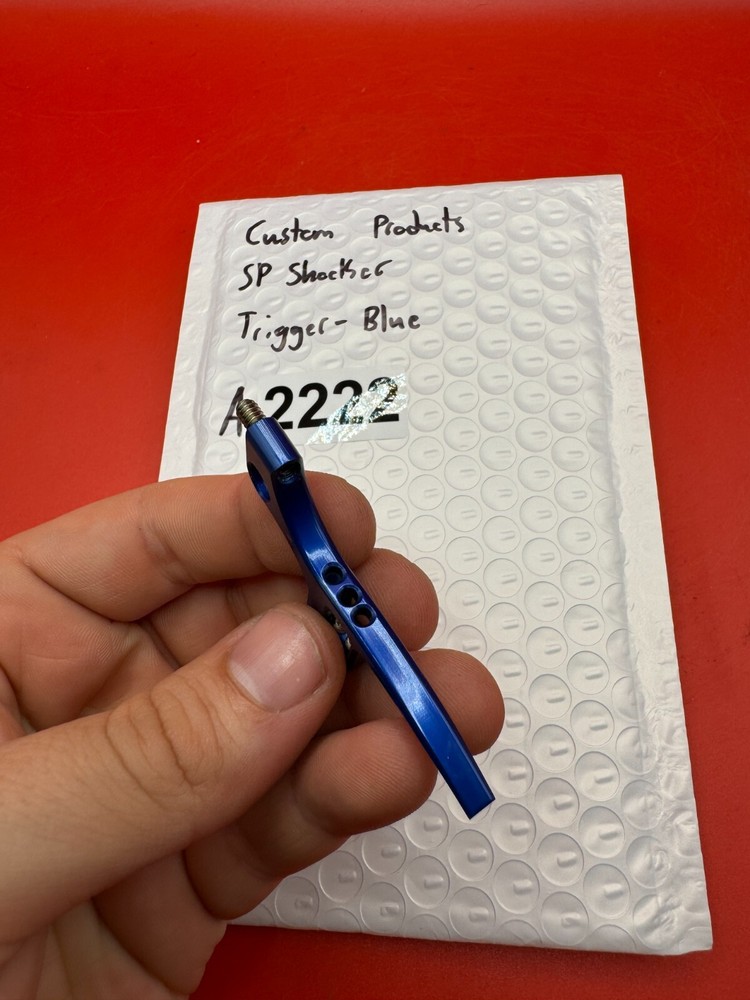 Custom Products
SP Shocker
Trigger- Blue
A2222